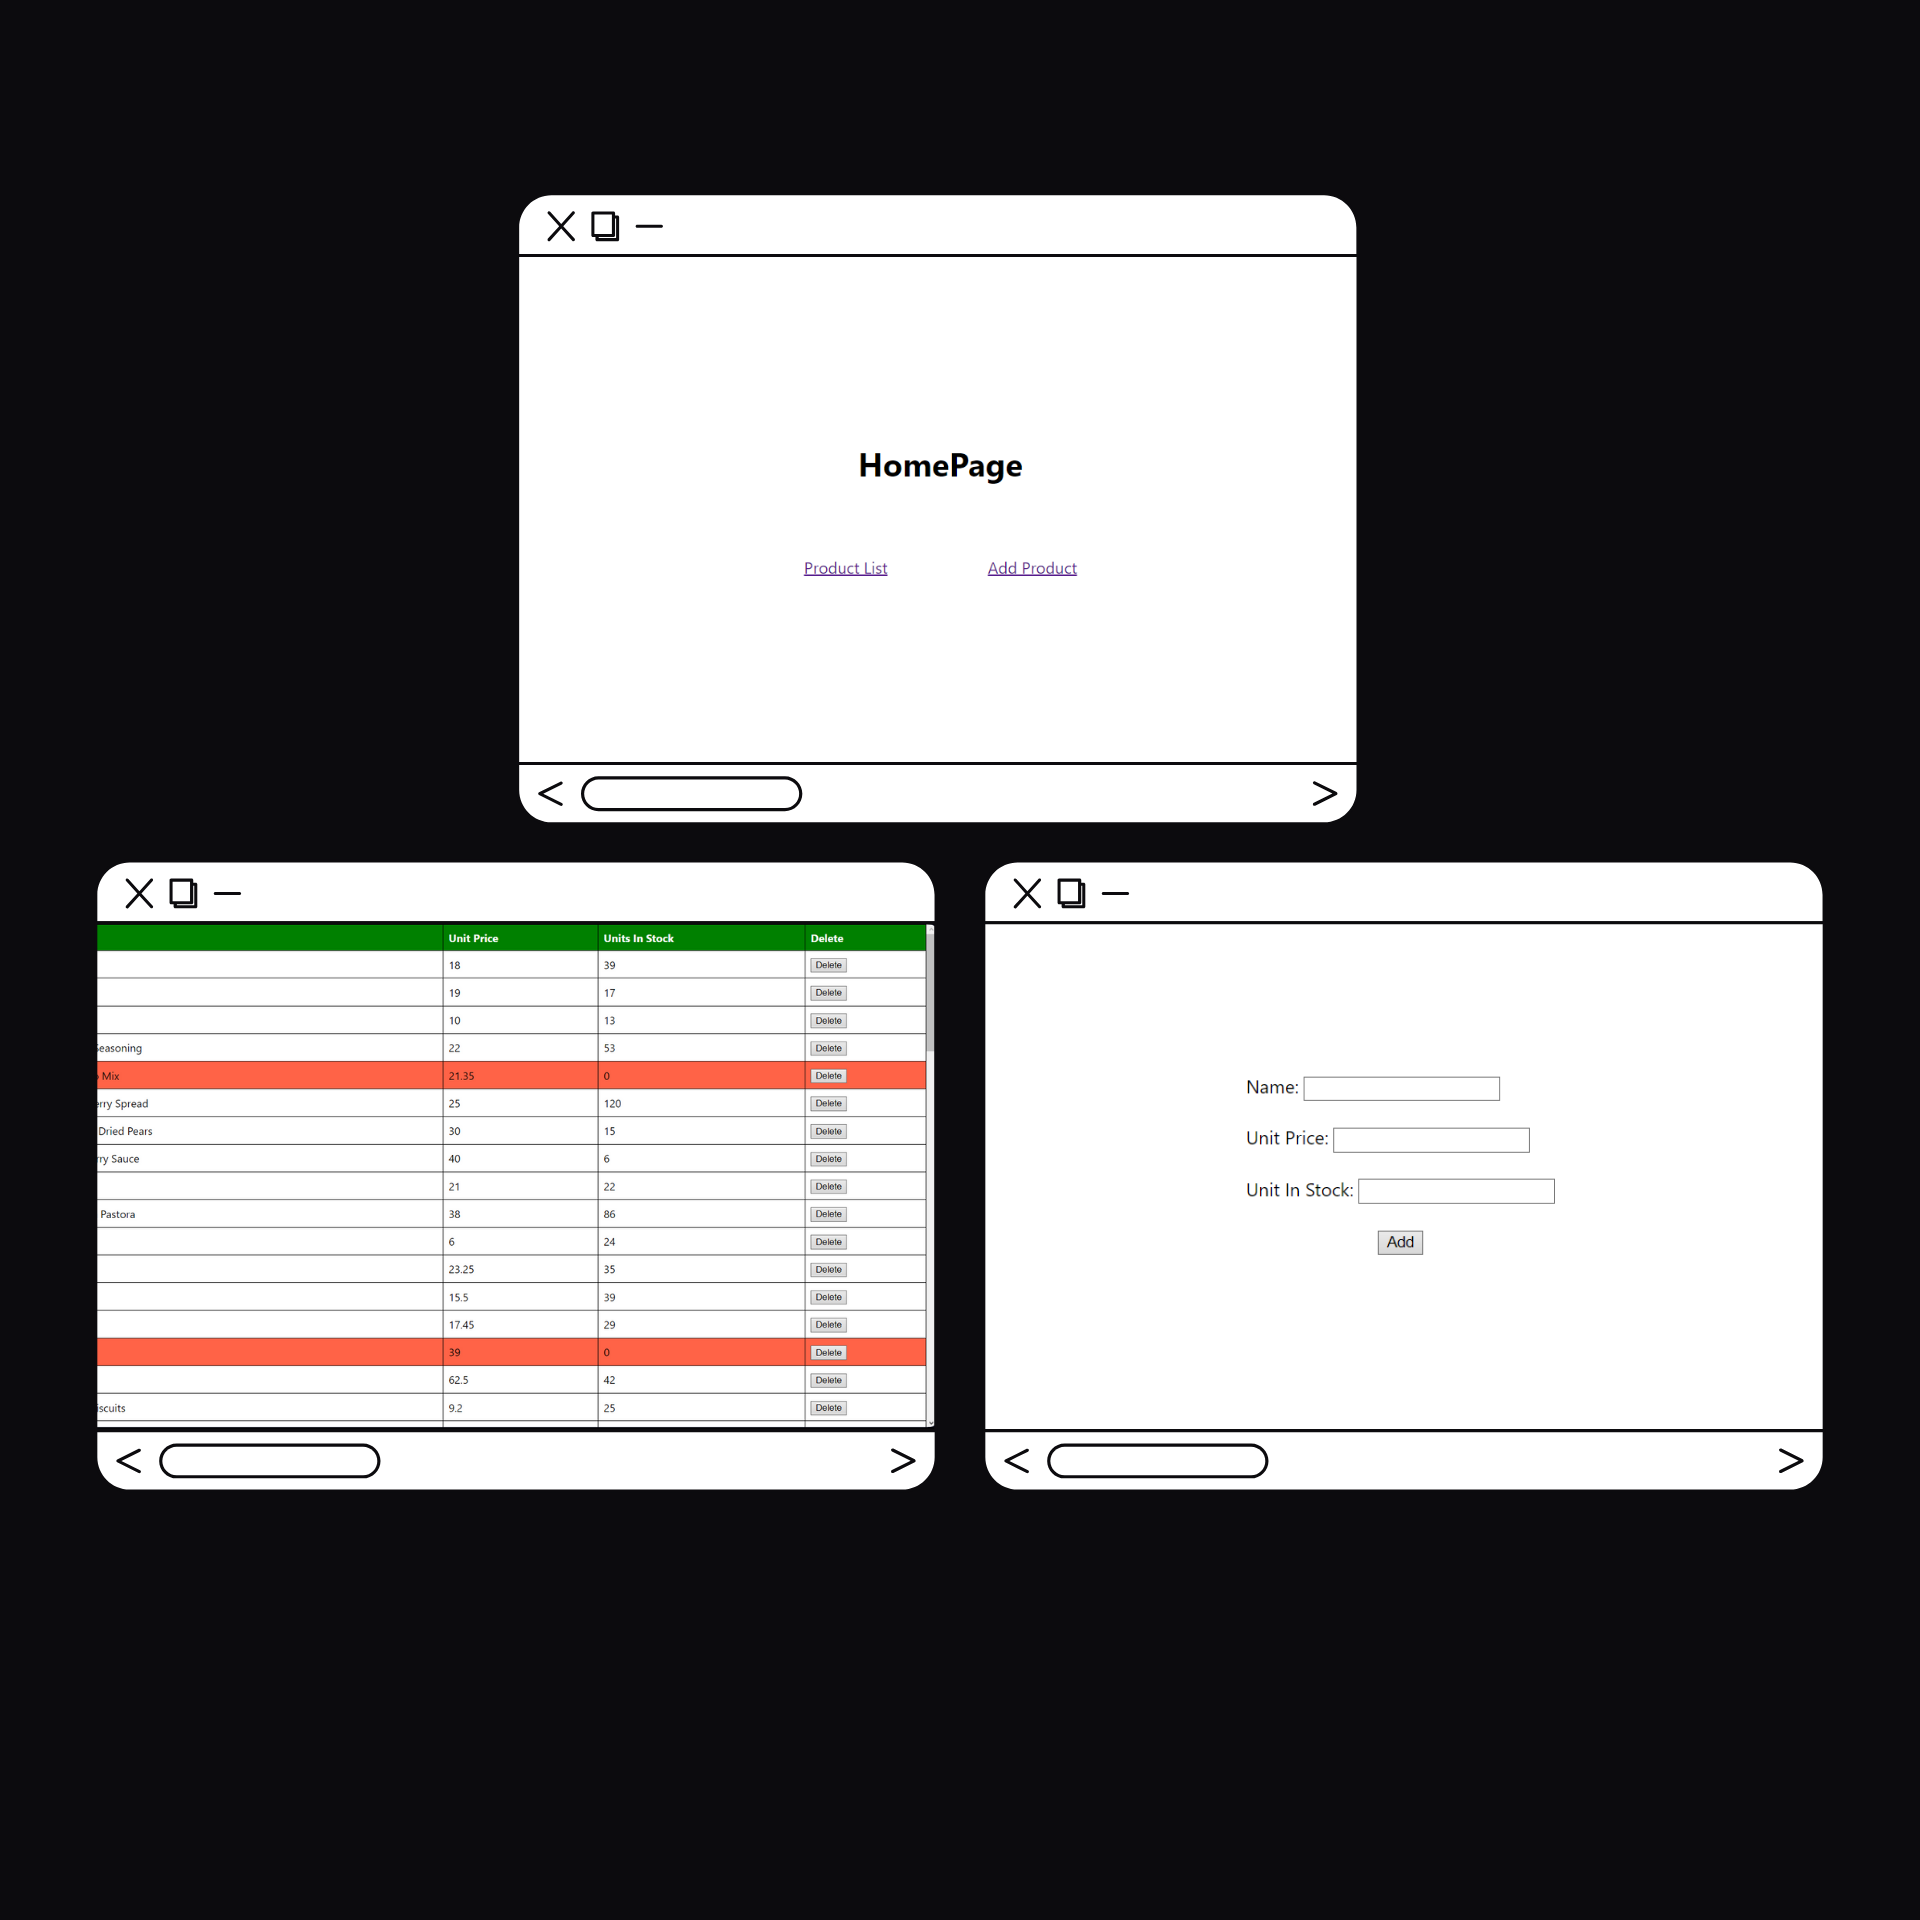 HomePage
Product List Add Product
Unit Price Units In Stock Delete
18 39 Delete
19 17 Delete
10 13 Delete
Seasoning 22 53 Delete
Mix 21.35 0 Delete
erry Spread 25 120 Delete
Dried Pears 30 15 Delete
rry Sauce 40 6 Delete
21 22 Delete
Pastora 38 86 Delete
6 24 Delete
23.25 35 Delete
15.5 39 Delete
17.45 29 Delete
39 0 Delete
62.5 42 Delete
iscuits 9.2 25 Delete
Name:
Unit Price:
Unit In Stock:
Add